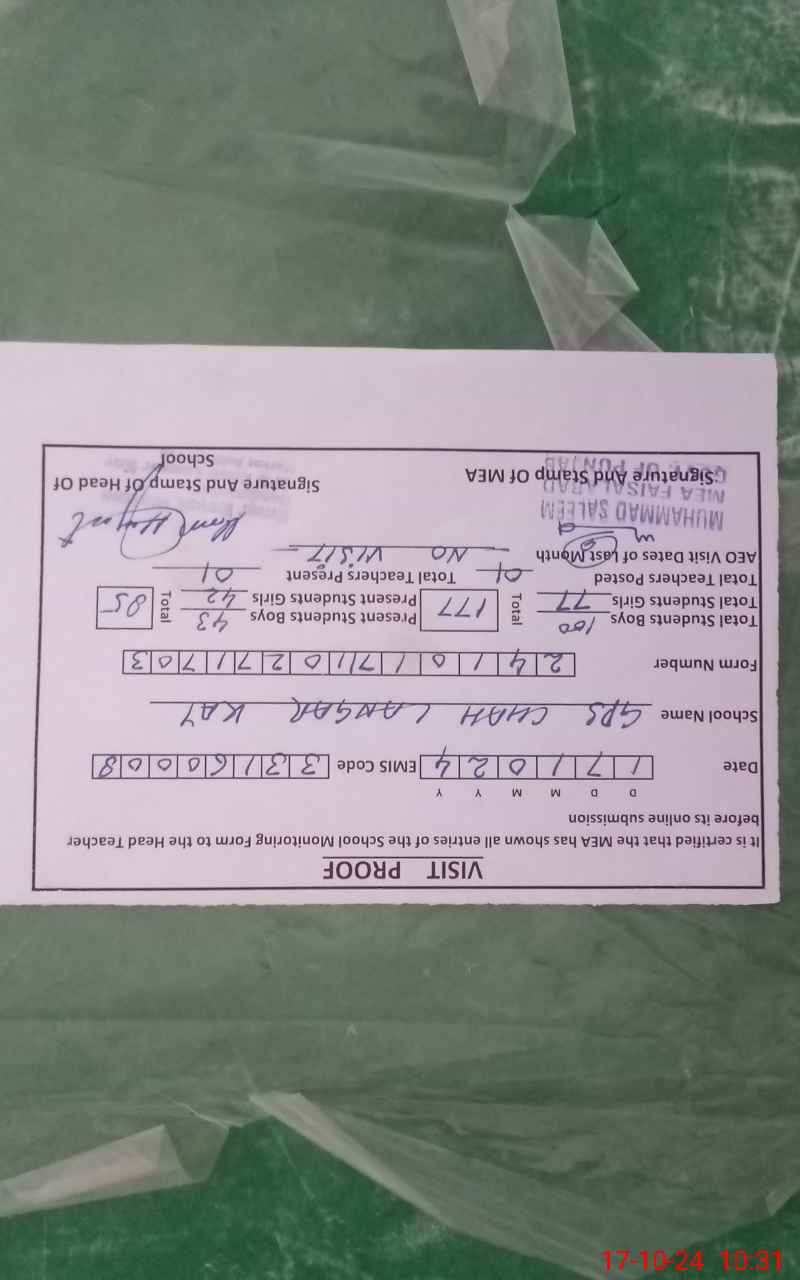 VISIT PROOF
It is certified that the MEA has shown all entries of the School Monitoring Form to the Head Teacher
before its online submission
D D M M Y Y
Date 1 7 1 0 2 4 EMIS Code 3 3 1 6 0 0 0 8
School Name GPS CHAH LANGAR KAY
Form Number 2 4 1 0 1 7 1 1 0 2 7 1 7 0 3
Total Students Boys 100 Total 177 Present Students Boys 43 Total 85
Total Students Girls 77 Present Students Girls 42
Total Teachers Posted 01 Total Teachers Present 01
AEO Visit Dates of Last Month NO VISIT
MUHAMMAD SALEEM
MEA FAISALABAD
GOVT OF PUNJAB
Signature And Stamp Of MEA Signature And Stamp Of Head Of
School
17-10-24 10:31